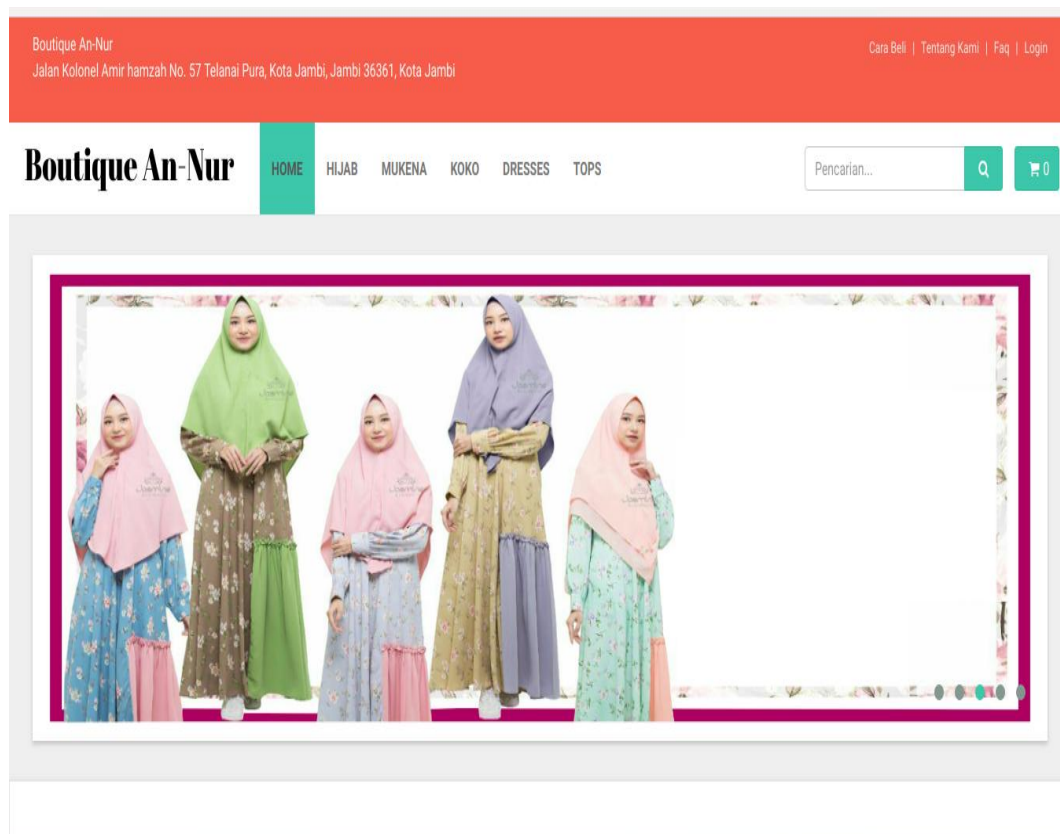 Boutique An-Nur
Jalan Kolonel Amir hamzah No. 57 Telanai Pura, Kota Jambi, Jambi 36361, Kota Jambi
Cara Beli | Tentang Kami | Faq | Login
Boutique An-Nur
HOME HIJAB MUKENA KOKO DRESSES TOPS
Pencarian...
0